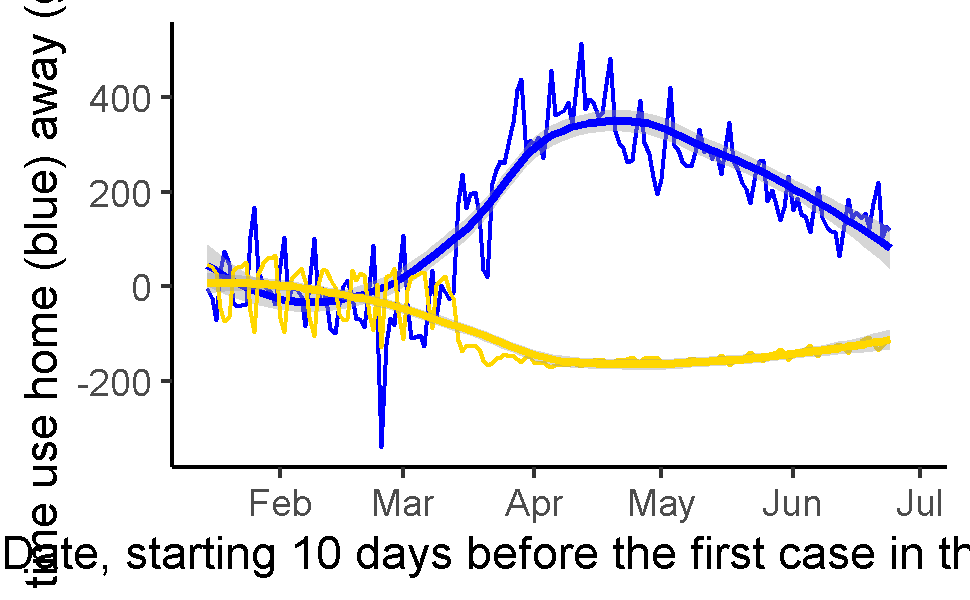 time use home (blue) away (
400
200
0
-200
Feb Mar Apr May Jun Jul
Date, starting 10 days before the first case in th